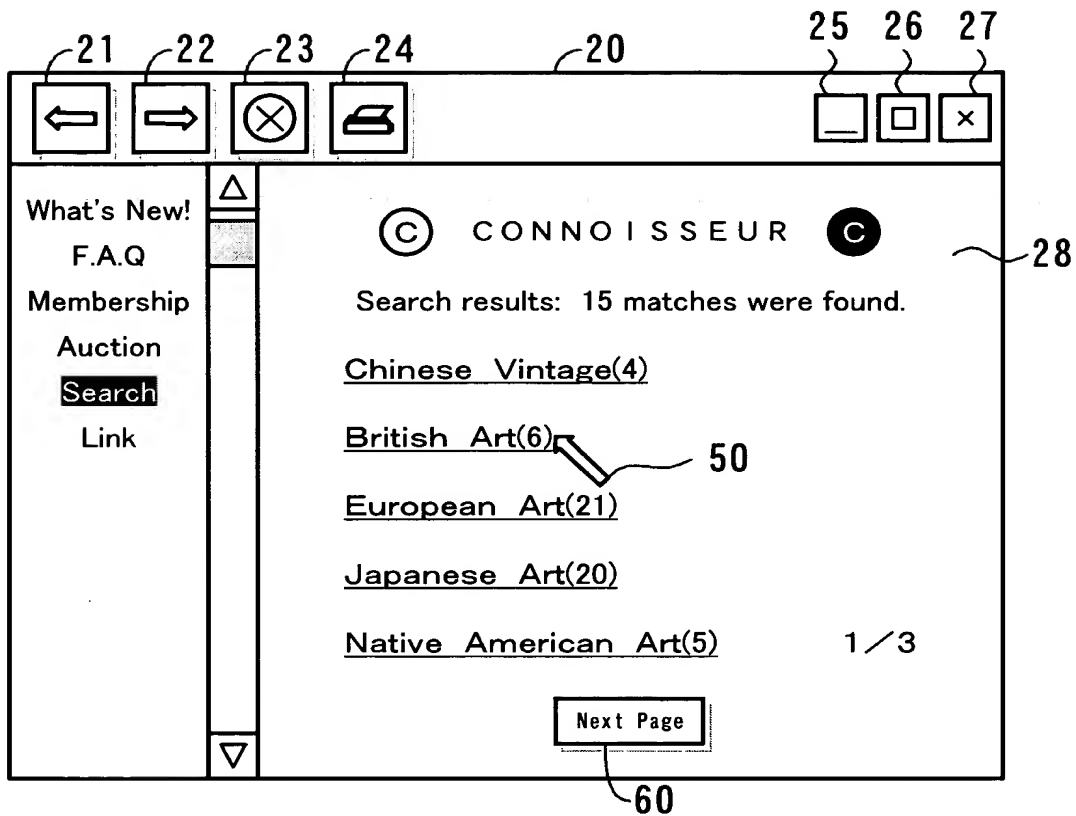 21 22 23 24 20 25 26 27
What's New!
F.A.Q
Membership
Auction
Search
Link
C CONNOISSEUR C
28
Search results: 15 matches were found.
Chinese Vintage(4)
British Art(6)
50
European Art(21)
Japanese Art(20)
Native American Art(5) 1/3
Next Page
60